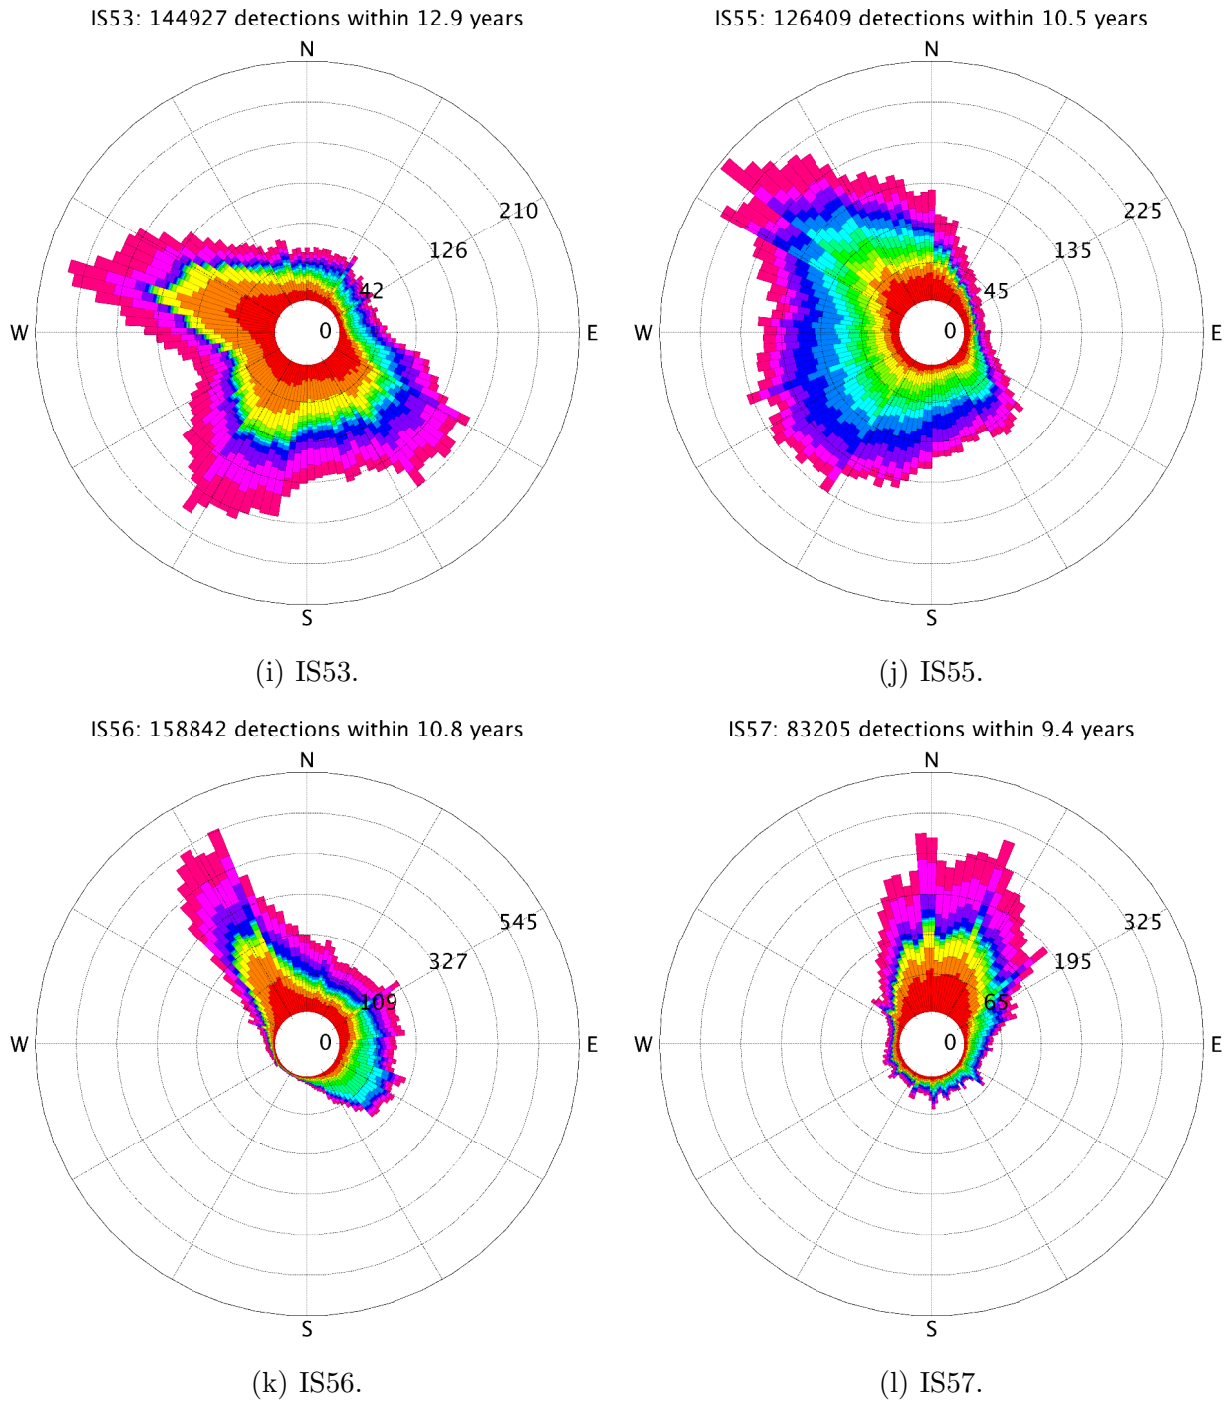 IS53: 144927 detections within 12.9 years
IS55: 126409 detections within 10.5 years
N
210
126
42
0
W
E
S
N
225
135
45
0
W
E
S
(i) IS53.
(j) IS55.
IS56: 158842 detections within 10.8 years
IS57: 83205 detections within 9.4 years
N
545
327
109
0
W
E
S
N
325
195
65
0
W
E
S
(k) IS56.
(l) IS57.